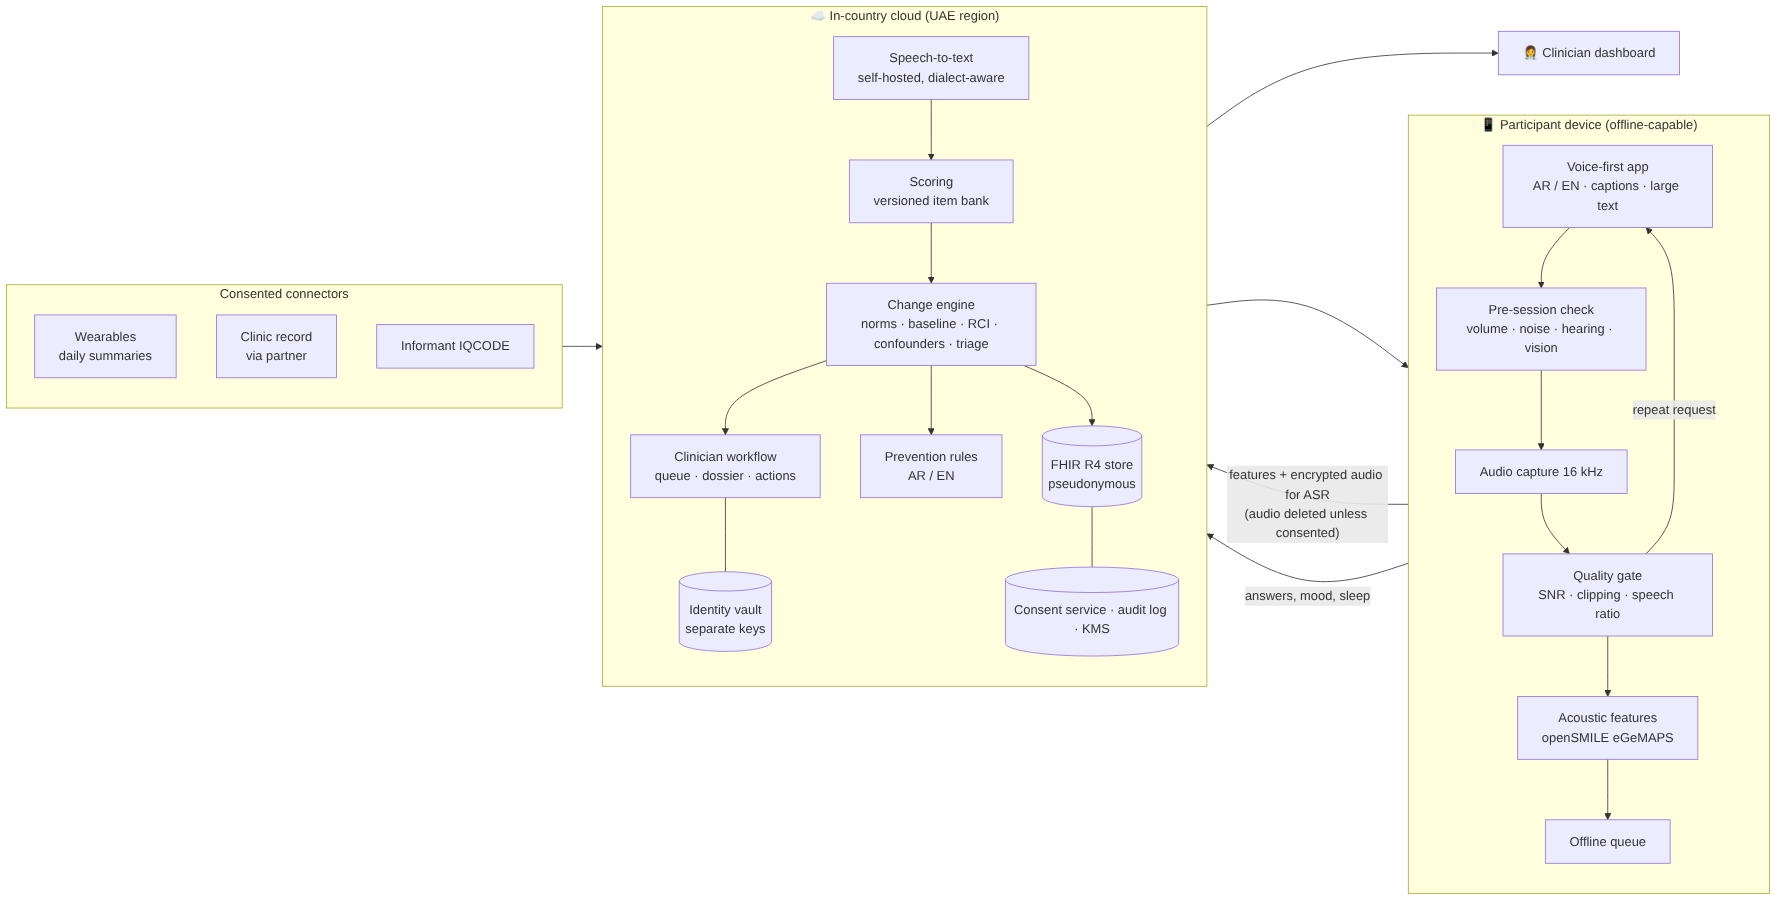 Consented connectors
Wearables
daily summaries
Clinic record
via partner
Informant IQCODE
☁️ In-country cloud (UAE region)
Speech-to-text
self-hosted, dialect-aware
Scoring
versioned item bank
Change engine
norms · baseline · RCI ·
confounders · triage
Clinician workflow
queue · dossier · actions
Prevention rules
AR / EN
FHIR R4 store
pseudonymous
Identity vault
separate keys
Consent service · audit log
· KMS
features + encrypted audio
for ASR
(audio deleted unless
consented)
answers, mood, sleep
👩‍⚕️ Clinician dashboard
📱 Participant device (offline-capable)
Voice-first app
AR / EN · captions · large
text
Pre-session check
volume · noise · hearing ·
vision
repeat request
Audio capture 16 kHz
Quality gate
SNR · clipping · speech
ratio
Acoustic features
openSMILE eGeMAPS
Offline queue